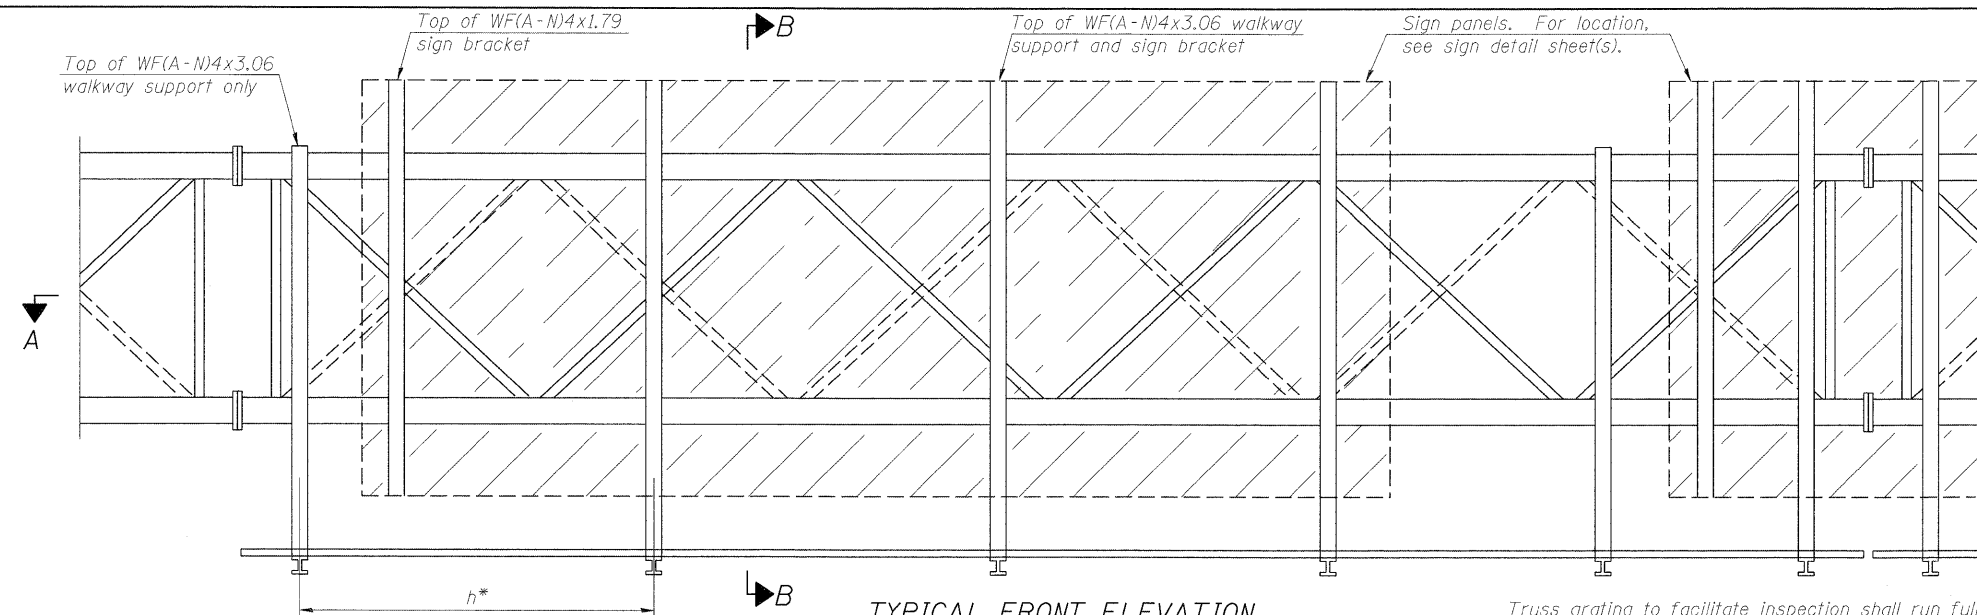 Top of WF(A-N)4x1.79
sign bracket
B
Top of WF(A-N)4x3.06 walkway
support and sign bracket
Sign panels. For location,
see sign detail sheet(s).
Top of WF(A-N)4x3.06
walkway support only
A
h*
B
TYPICAL FRONT ELEVATION
Truss grating to facilitate inspection shall run full